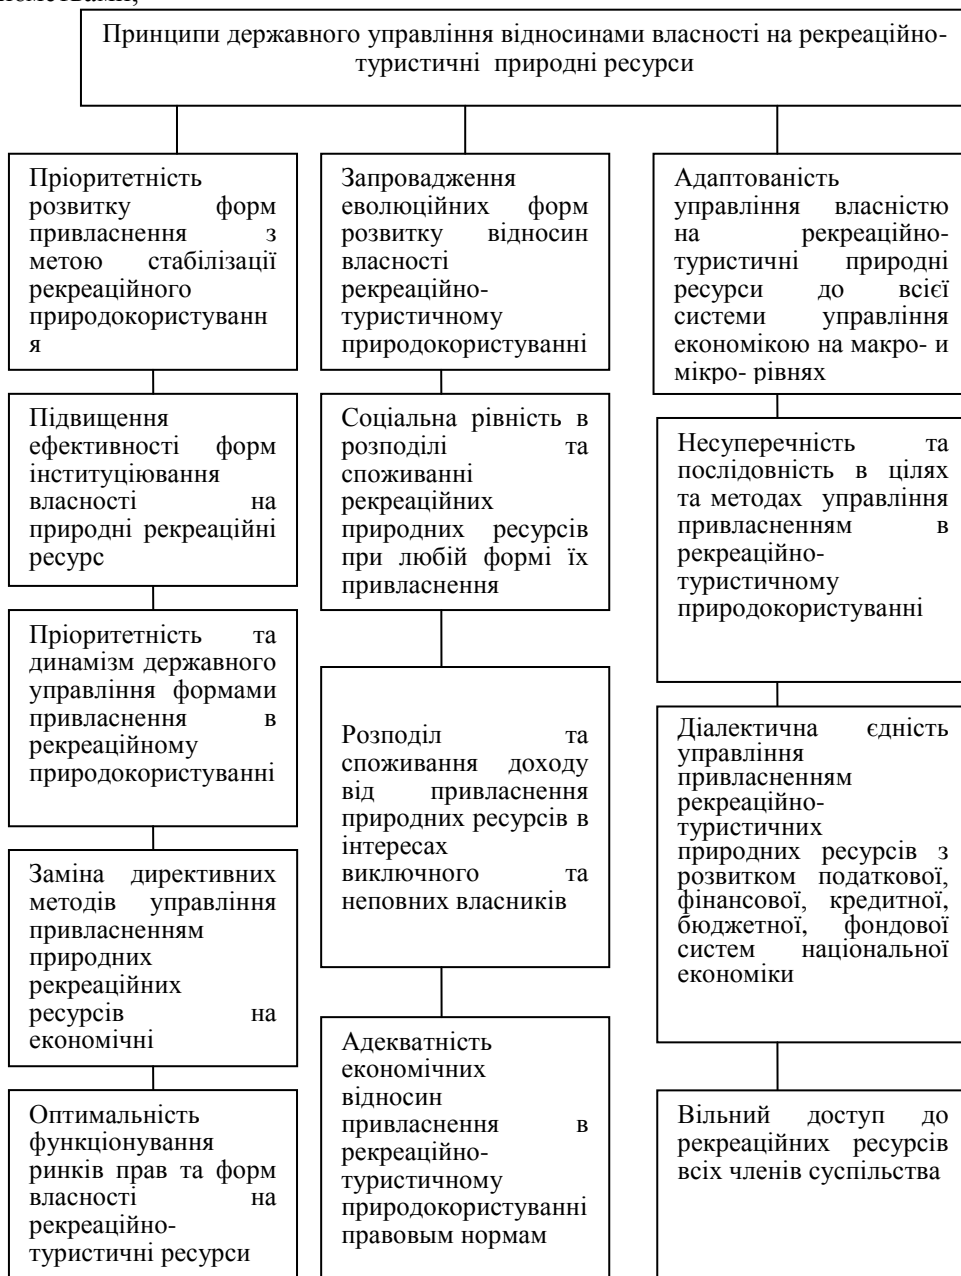 Принципи державного управління відносинами власності на рекреаційно-
туристичні природні ресурси
Пріоритетність
розвитку форм
привласнення з
метою стабілізації
рекреаційного
природокористуванн
я
Підвищення
ефективності форм
інституціювання
власності на
природні рекреаційні
ресурс
Пріоритетність та
динамізм державного
управління формами
привласнення в
рекреаційному
природокористуванні
Заміна директивних
методів управління
привласненням
природних
рекреаційних
ресурсів на
економічні
Оптимальність
функціонування
ринків прав та форм
власності на
рекреаційно-
туристичні ресурси
Запровадження
еволюційних форм
розвитку відносин
власності
рекреаційно-
туристичному
природокористуванні
Соціальна рівність в
розподілі та
споживанні
рекреаційних
природних ресурсів
при любій формі їх
привласнення
Розподіл та
споживання доходу
від привласнення
природних ресурсів в
інтересах
виключного та
неповних власників
Адекватність
економічних
відносин
привласнення в
рекреаційно-
туристичному
природокористуванні
правовым нормам
Адаптованість
управління власністю
на рекреаційно-
туристичні природні
ресурси до всієї
системи управління
економікою на макро- и
мікро- рівнях
Несуперечність та
послідовність в цілях
та методах управління
привласненням в
рекреаційно-
туристичному
природокористуванні
Діалектична єдність
управління
привласненням
рекреаційно-
туристичних
природних ресурсів з
розвитком податкової,
фінансової, кредитної,
бюджетної, фондової
систем національної
економіки
Вільний доступ до
рекреаційних ресурсів
всіх членів суспільства